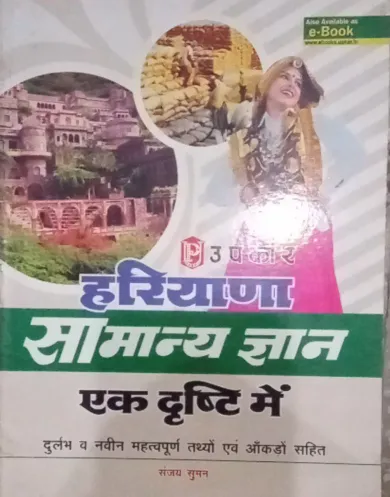 Also Available as
e-Book
उपकार
हरियाणा
सामान्य ज्ञान
एक दृष्टि में
दुर्लभ व नवीन महत्वपूर्ण तथ्यों एवं आँकडों सहित
संजय सुमन